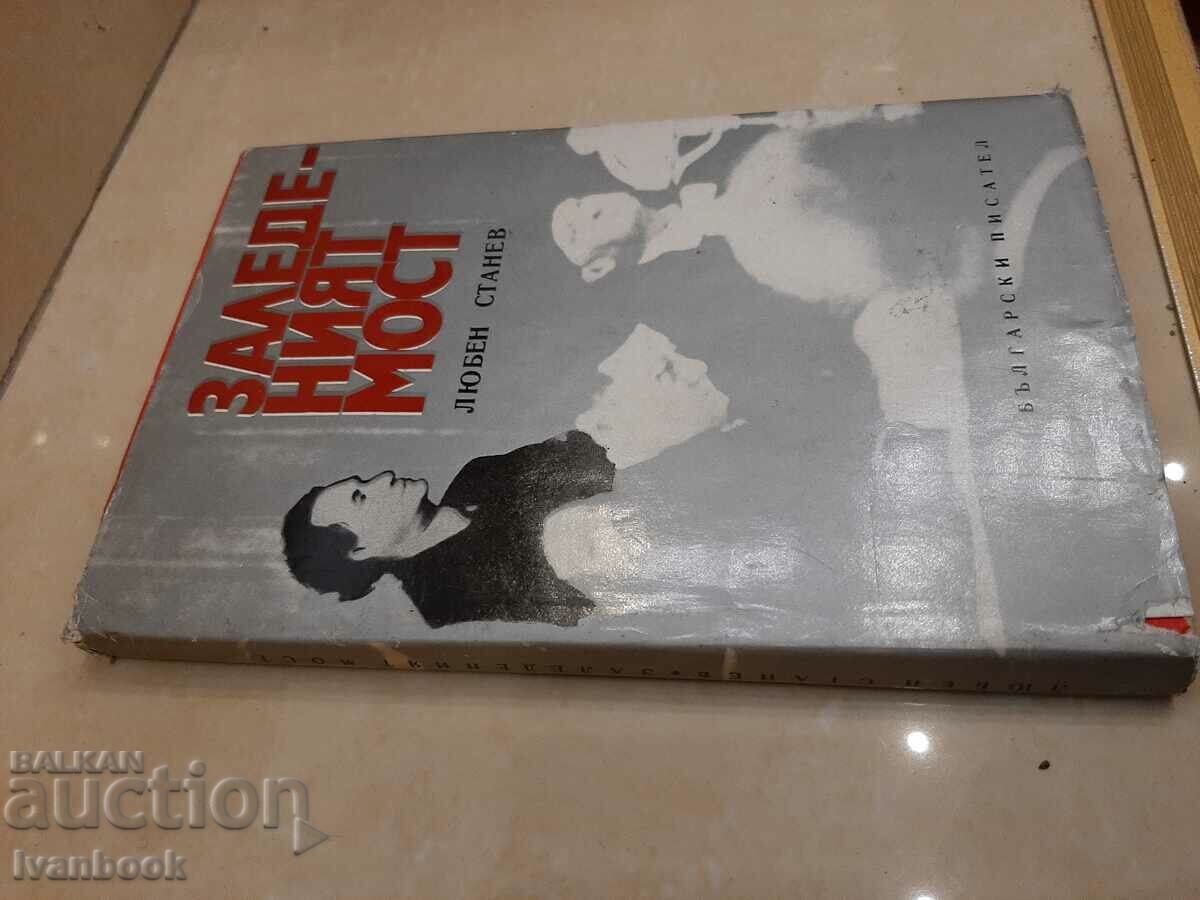 ЗАЛЕДЕ-
НИЯТ
МОСТ
ЛЮБЕН СТАНЕВ
БЪЛГАРСКИ ПИСАТЕЛ
ЛЮБЕН СТАНЕВ • ЗАЛЕДЕНИЯТ МОСТ
BALKAN
auction
Ivanbook